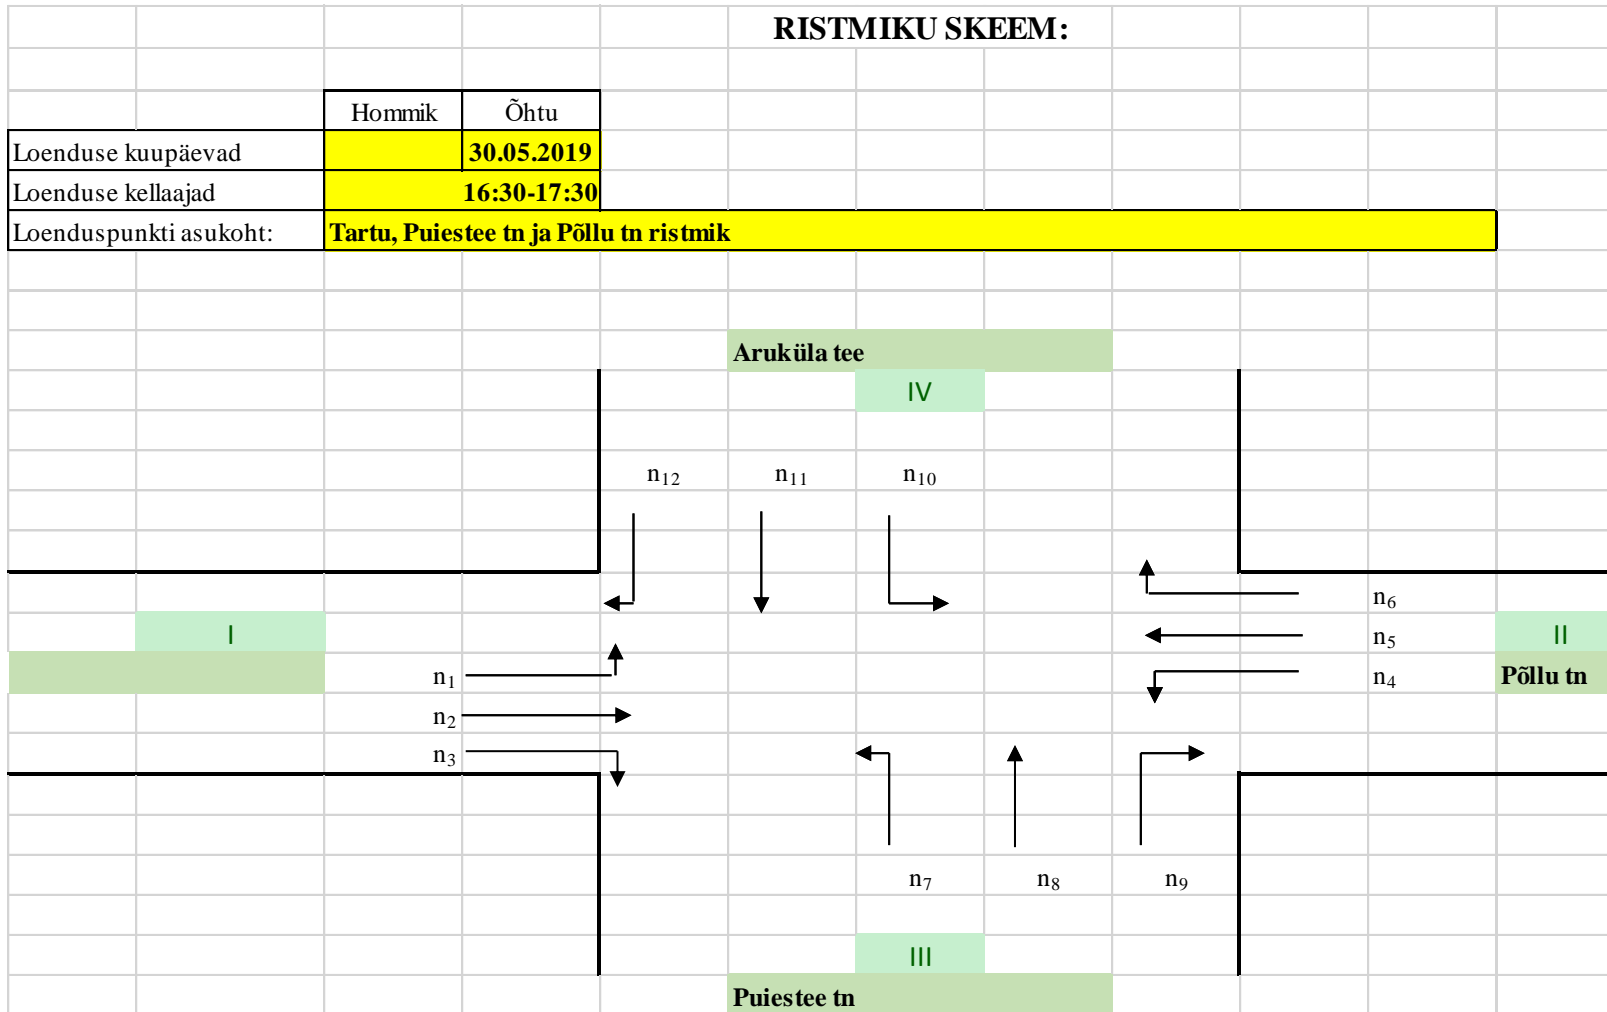 RISTMIKU SKEEM:
Hommik Õhtu
Loenduse kuupäevad 30.05.2019
Loenduse kellaajad 16:30-17:30
Loenduspunkti asukoht: Tartu, Puiestee tn ja Põllu tn ristmik
Aruküla tee
IV
n12 n11 n10
n6
I n5 II
n1 n4 Põllu tn
n2
n3
n7 n8 n9
III
Puiestee tn